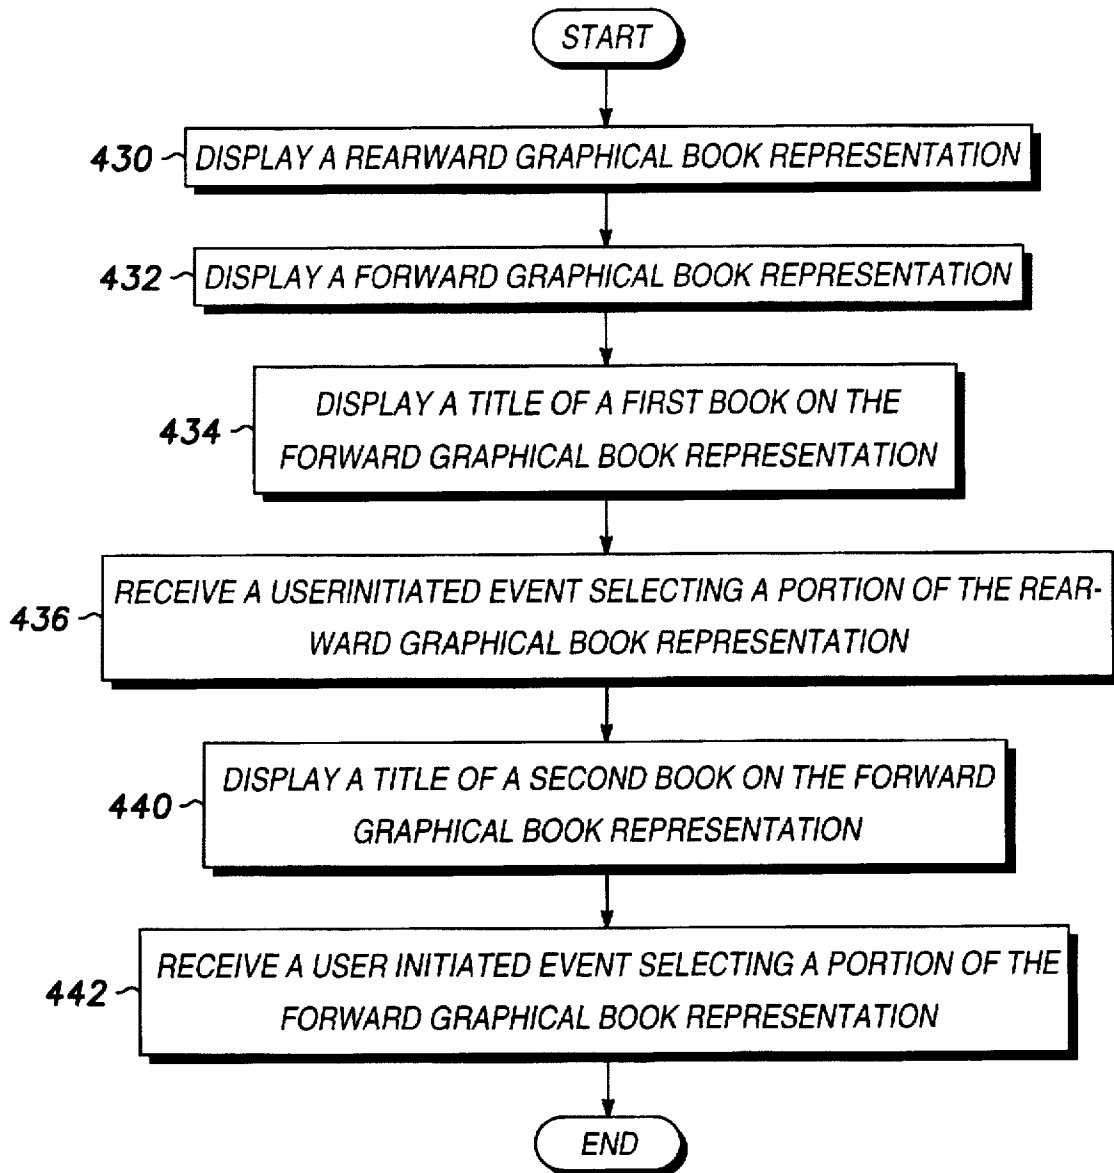 START
430 DISPLAY A REARWARD GRAPHICAL BOOK REPRESENTATION
432 DISPLAY A FORWARD GRAPHICAL BOOK REPRESENTATION
DISPLAY A TITLE OF A FIRST BOOK ON THE
434 FORWARD GRAPHICAL BOOK REPRESENTATION
RECEIVE A USERINITIATED EVENT SELECTING A PORTION OF THE REAR-
436 WARD GRAPHICAL BOOK REPRESENTATION
DISPLAY A TITLE OF A SECOND BOOK ON THE FORWARD
440 GRAPHICAL BOOK REPRESENTATION
RECEIVE A USER INITIATED EVENT SELECTING A PORTION OF THE
442 FORWARD GRAPHICAL BOOK REPRESENTATION
END